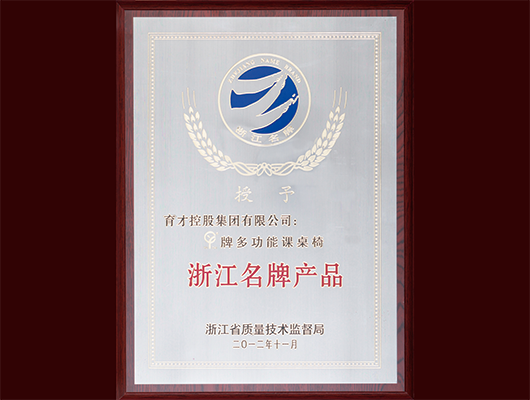 ZHEJIANG NAME BRAND
浙江名牌
授予
育才控股集团有限公司:
牌多功能课桌椅
浙江名牌产品
浙江省质量技术监督局
二〇一二年十一月